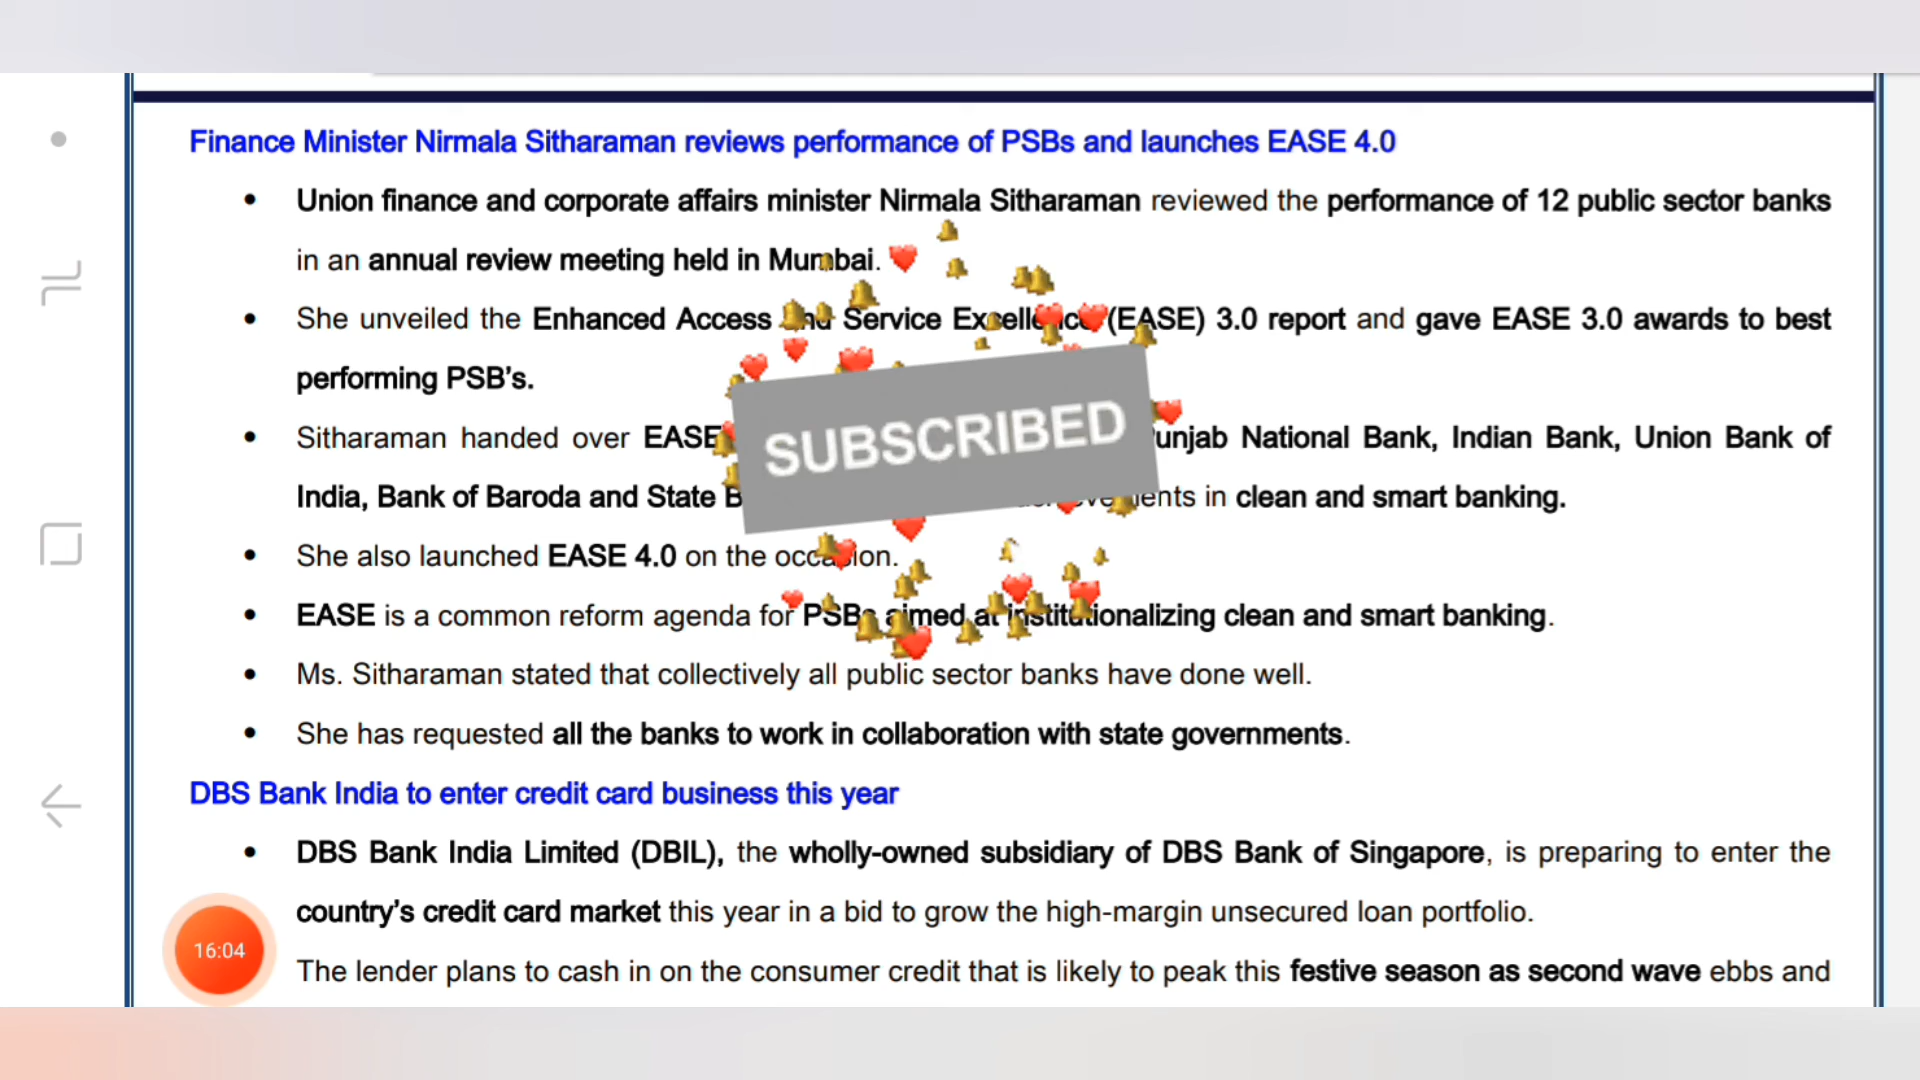 Finance Minister Nirmala Sitharaman reviews performance of PSBs and launches EASE 4.0
• Union finance and corporate affairs minister Nirmala Sitharaman reviewed the performance of 12 public sector banks
in an annual review meeting held in Mumbai.
• She unveiled the Enhanced Access and Service Excellence (EASE) 3.0 report and gave EASE 3.0 awards to best
performing PSB's.
• Sitharaman handed over EASE Punjab National Bank, Indian Bank, Union Bank of
India, Bank of Baroda and State in clean and smart banking.
SUBSCRIBED
• She also launched EASE 4.0 on the occasion.
• EASE is a common reform agenda for PSBs aimed at institutionalizing clean and smart banking.
• Ms. Sitharaman stated that collectively all public sector banks have done well.
• She has requested all the banks to work in collaboration with state governments.
DBS Bank India to enter credit card business this year
• DBS Bank India Limited (DBIL), the wholly-owned subsidiary of DBS Bank of Singapore, is preparing to enter the
country's credit card market this year in a bid to grow the high-margin unsecured loan portfolio.
16:04
The lender plans to cash in on the consumer credit that is likely to peak this festive season as second wave ebbs and